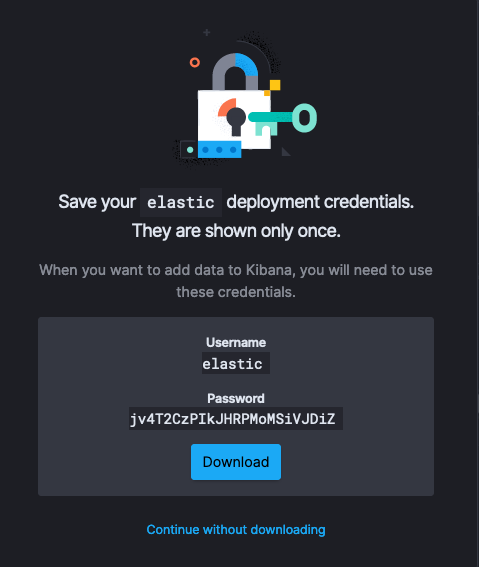 Save your elastic deployment credentials.
They are shown only once.
When you want to add data to Kibana, you will need to use
these credentials.
Username
elastic
Password
jv4T2CzPIkJHRPMoMSiVJDiZ
Download
Continue without downloading